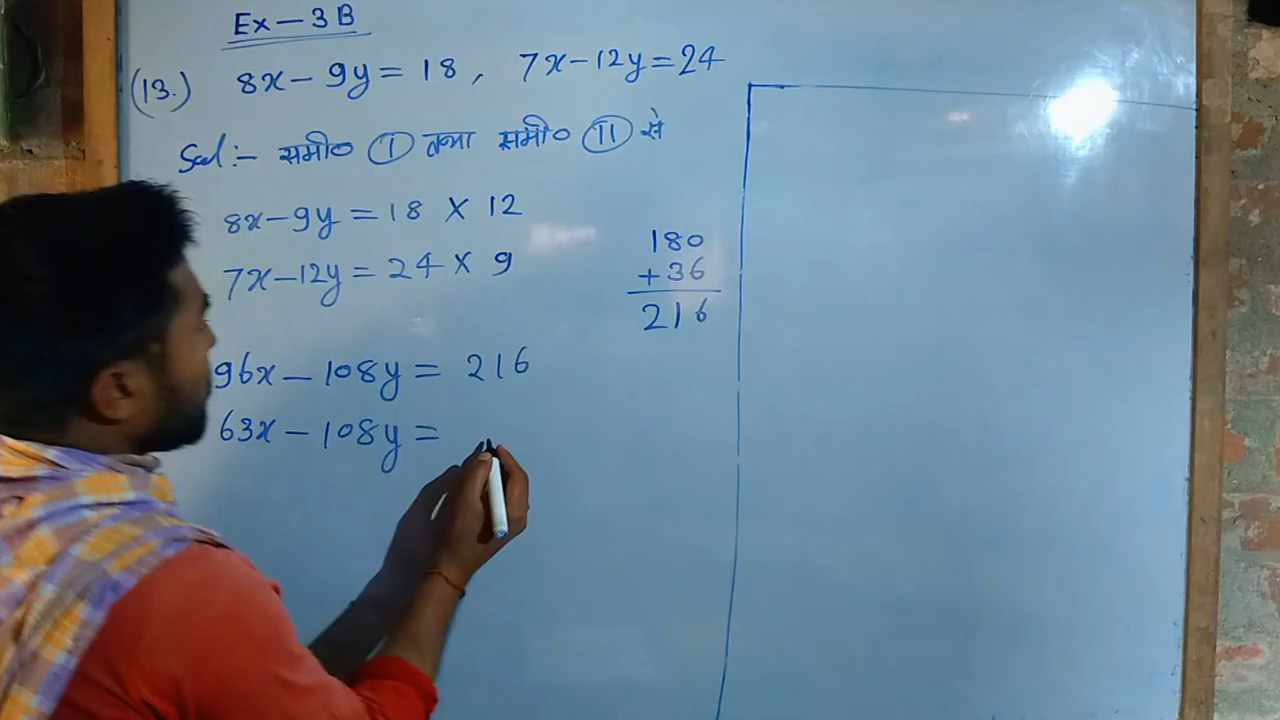 Ex-3B
(13.) 8x-9y=18, 7x-12y=24
Sol:- समी० (I) तथा समी० (II) से
8x-9y=18 X 12
7x-12y=24 X 9
180
+36
216
96x-108y= 216
63x-108y=